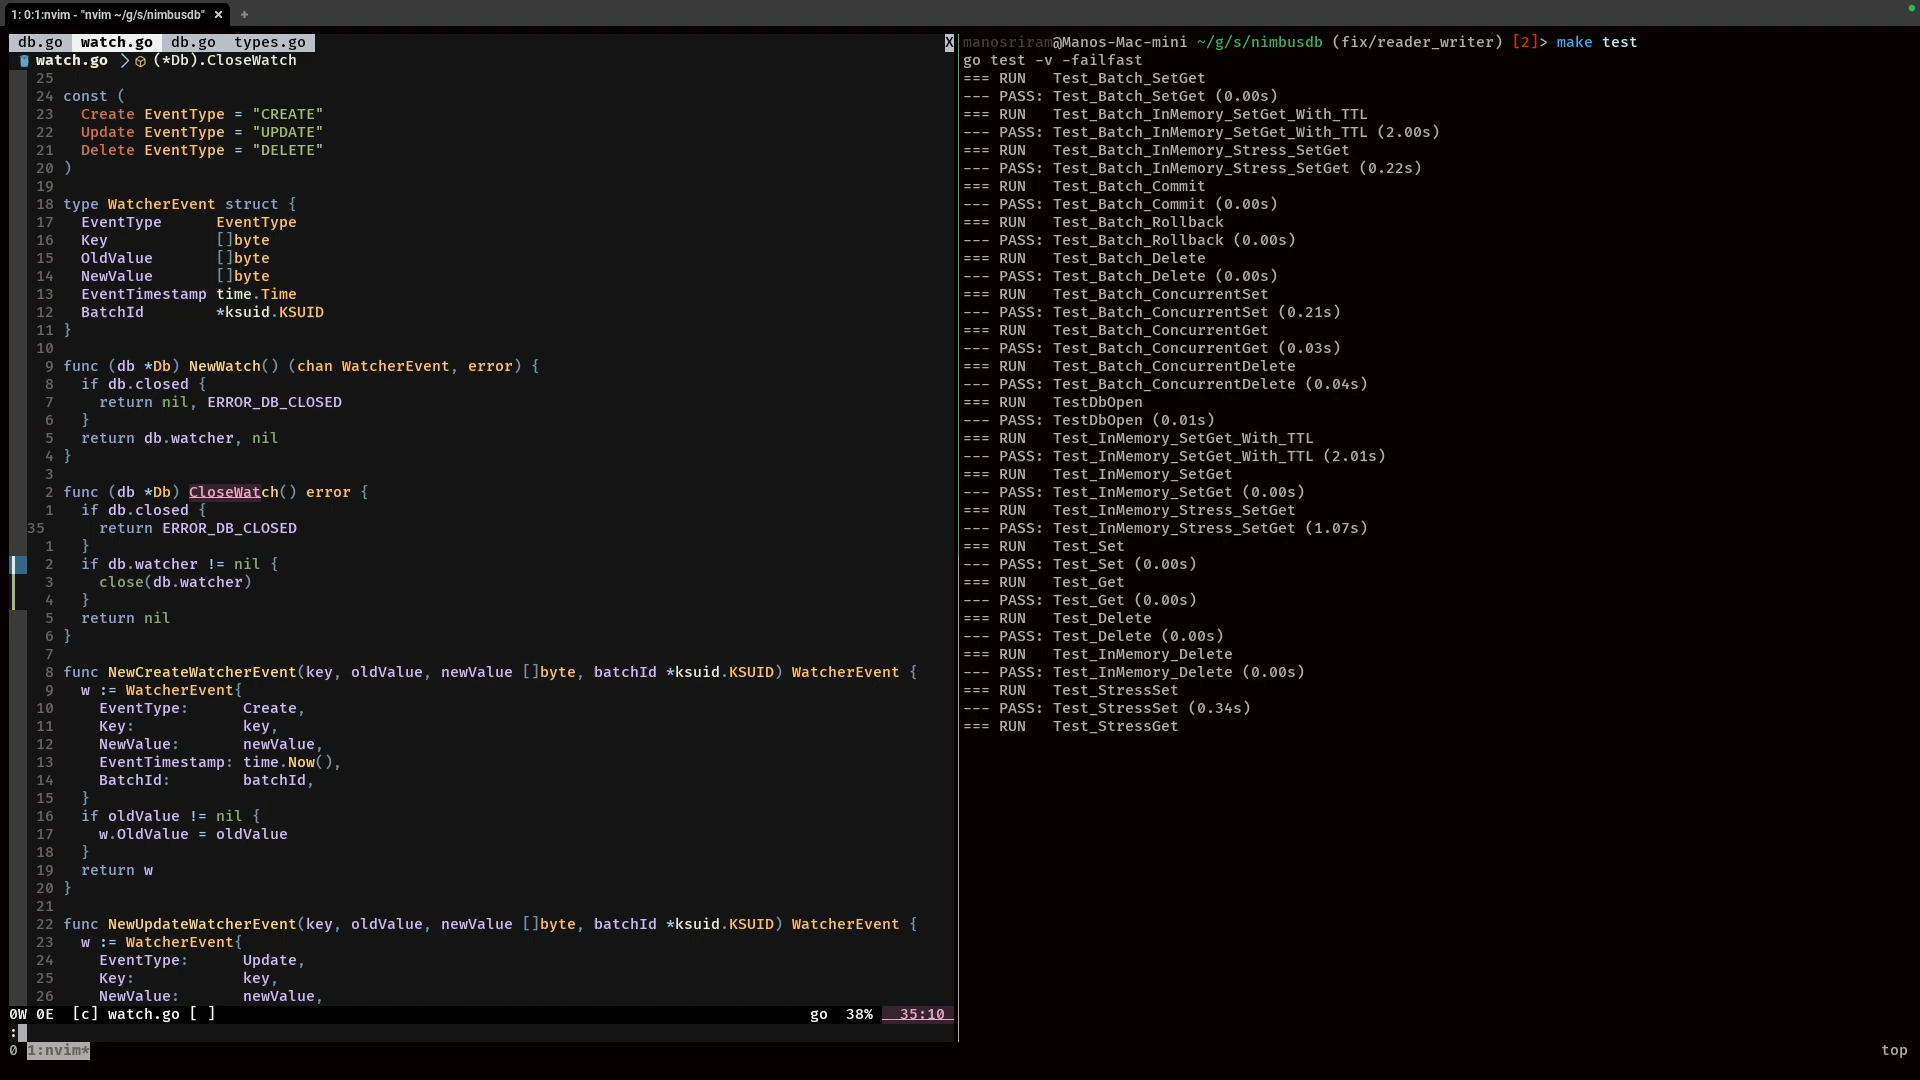 1: 0:1:nvim - "nvim ~/g/s/nimbusdb" × +
db.go watch.go db.go types.go X
watch.go > (*Db).CloseWatch
25
24 const (
23 Create EventType = "CREATE"
22 Update EventType = "UPDATE"
21 Delete EventType = "DELETE"
20 )
19
18 type WatcherEvent struct {
17 EventType EventType
16 Key []byte
15 OldValue []byte
14 NewValue []byte
13 EventTimestamp time.Time
12 BatchId *ksuid.KSUID
11 }
10
9 func (db *Db) NewWatch() (chan WatcherEvent, error) {
8 if db.closed {
7 return nil, ERROR_DB_CLOSED
6 }
5 return db.watcher, nil
4 }
3
2 func (db *Db) CloseWatch() error {
1 if db.closed {
35 return ERROR_DB_CLOSED
1 }
2 if db.watcher != nil {
3 close(db.watcher)
4 }
5 return nil
6 }
7
8 func NewCreateWatcherEvent(key, oldValue, newValue []byte, batchId *ksuid.KSUID) WatcherEvent {
9 w := WatcherEvent{
10 EventType: Create,
11 Key: key,
12 NewValue: newValue,
13 EventTimestamp: time.Now(),
14 BatchId: batchId,
15 }
16 if oldValue != nil {
17 w.OldValue = oldValue
18 }
19 return w
20 }
21
22 func NewUpdateWatcherEvent(key, oldValue, newValue []byte, batchId *ksuid.KSUID) WatcherEvent {
23 w := WatcherEvent{
24 EventType: Update,
25 Key: key,
26 NewValue: newValue,
0W 0E [c] watch.go [ ] go 38% 35:10
:
0 1:nvim*
manosriram@Manos-Mac-mini ~/g/s/nimbusdb (fix/reader_writer) [2]> make test
go test -v -failfast
=== RUN Test_Batch_SetGet
--- PASS: Test_Batch_SetGet (0.00s)
=== RUN Test_Batch_InMemory_SetGet_With_TTL
--- PASS: Test_Batch_InMemory_SetGet_With_TTL (2.00s)
=== RUN Test_Batch_InMemory_Stress_SetGet
--- PASS: Test_Batch_InMemory_Stress_SetGet (0.22s)
=== RUN Test_Batch_Commit
--- PASS: Test_Batch_Commit (0.00s)
=== RUN Test_Batch_Rollback
--- PASS: Test_Batch_Rollback (0.00s)
=== RUN Test_Batch_Delete
--- PASS: Test_Batch_Delete (0.00s)
=== RUN Test_Batch_ConcurrentSet
--- PASS: Test_Batch_ConcurrentSet (0.21s)
=== RUN Test_Batch_ConcurrentGet
--- PASS: Test_Batch_ConcurrentGet (0.03s)
=== RUN Test_Batch_ConcurrentDelete
--- PASS: Test_Batch_ConcurrentDelete (0.04s)
=== RUN TestDbOpen
--- PASS: TestDbOpen (0.01s)
=== RUN Test_InMemory_SetGet_With_TTL
--- PASS: Test_InMemory_SetGet_With_TTL (2.01s)
=== RUN Test_InMemory_SetGet
--- PASS: Test_InMemory_SetGet (0.00s)
=== RUN Test_InMemory_Stress_SetGet
--- PASS: Test_InMemory_Stress_SetGet (1.07s)
=== RUN Test_Set
--- PASS: Test_Set (0.00s)
=== RUN Test_Get
--- PASS: Test_Get (0.00s)
=== RUN Test_Delete
--- PASS: Test_Delete (0.00s)
=== RUN Test_InMemory_Delete
--- PASS: Test_InMemory_Delete (0.00s)
=== RUN Test_StressSet
--- PASS: Test_StressSet (0.34s)
=== RUN Test_StressGet
top